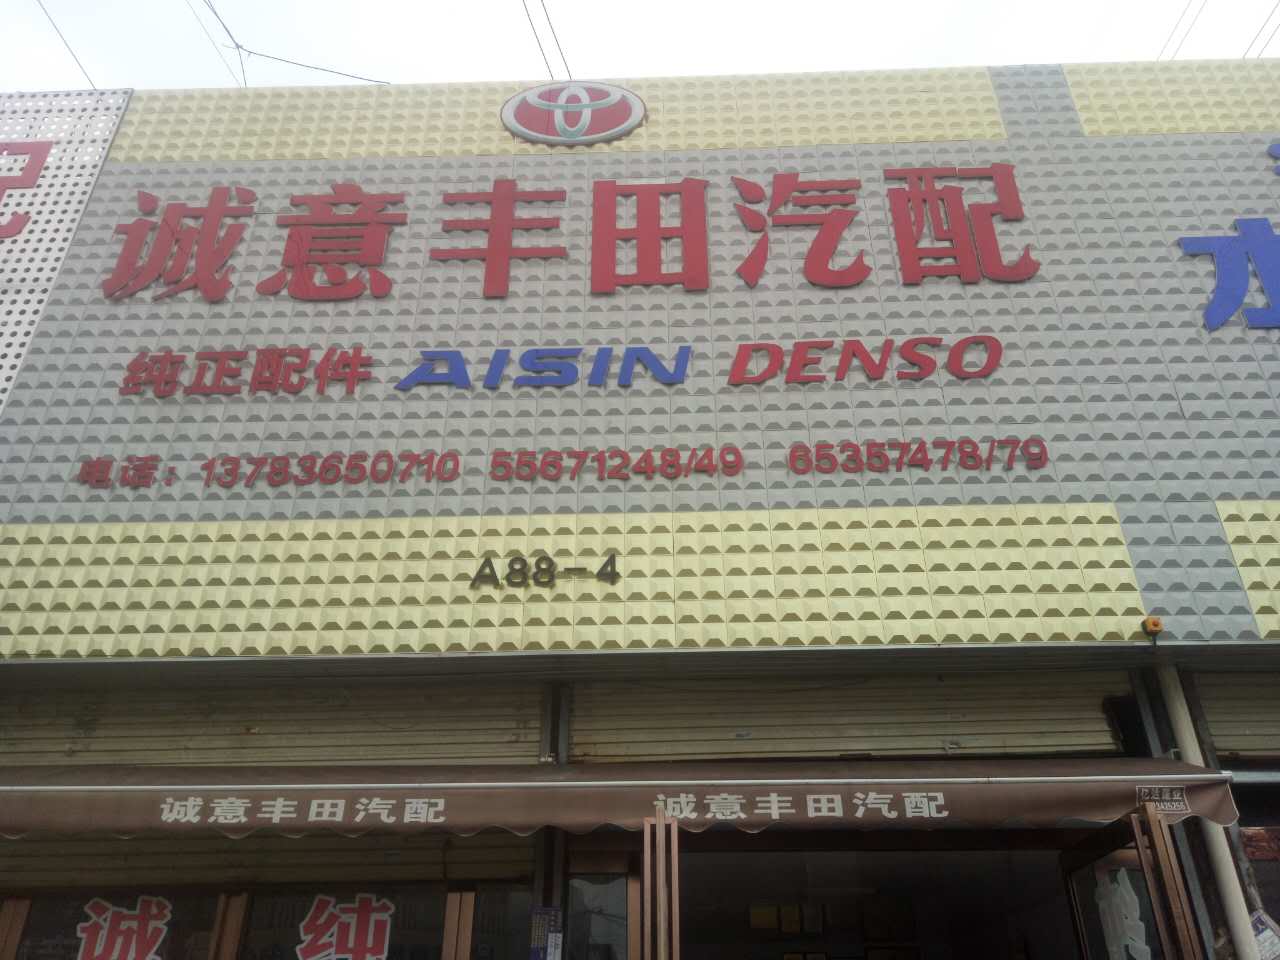 诚意丰田汽配
纯正配件 AISIN DENSO
电话：13783650710 55671248/49 65357478/79
水
A88-4
诚意丰田汽配 诚意丰田汽配
诚 纯